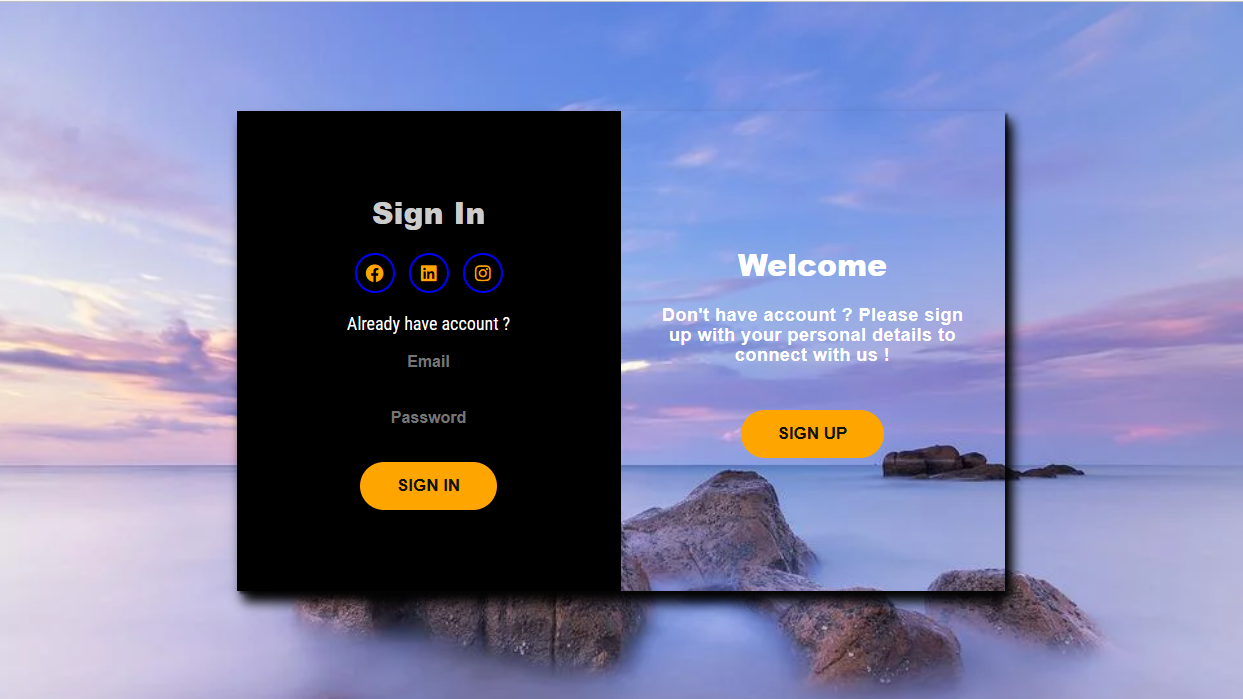 Sign In
Already have account ?
Email
Password
SIGN IN
Welcome
Don't have account ? Please sign
up with your personal details to
connect with us !
SIGN UP